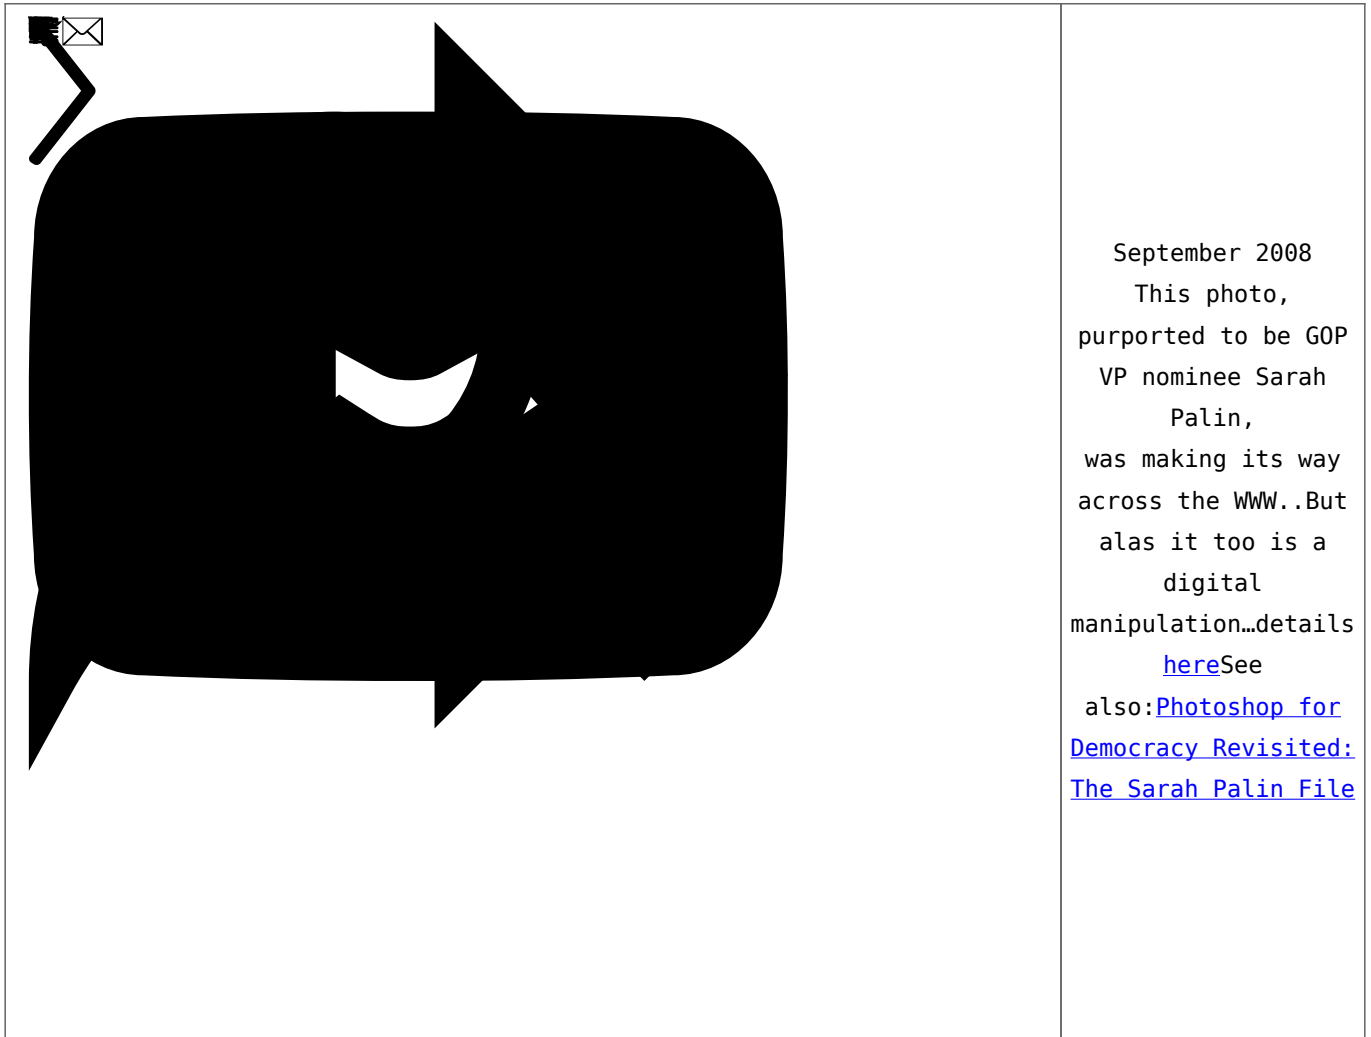 September 2008
This photo,
purported to be GOP
VP nominee Sarah
Palin,
was making its way
across the WWW..But
alas it too is a
digital
manipulation…details
hereSee
also:Photoshop for
Democracy Revisited:
The Sarah Palin File